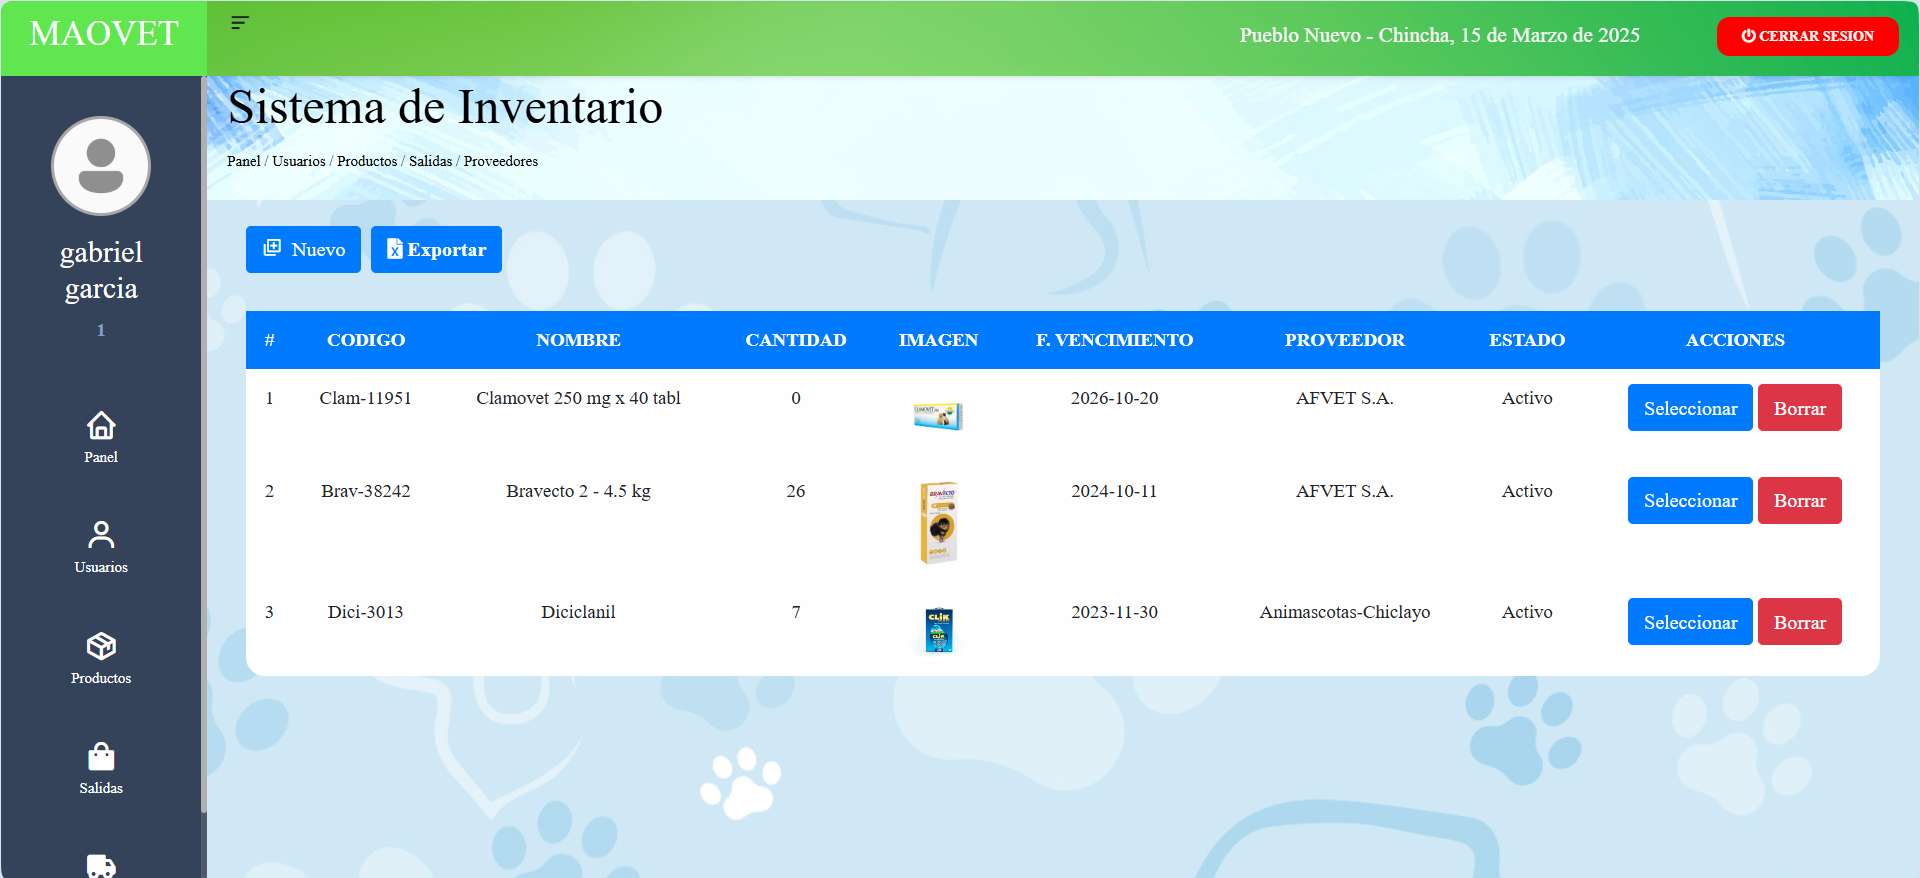 MAOVET
Pueblo Nuevo - Chincha, 15 de Marzo de 2025
CERRAR SESION
Sistema de Inventario
Panel / Usuarios / Productos / Salidas / Proveedores
gabriel
garcia
1
Panel
Usuarios
Productos
Salidas
Nuevo
Exportar
# CODIGO NOMBRE CANTIDAD IMAGEN F. VENCIMIENTO PROVEEDOR ESTADO ACCIONES
1 Clam-11951 Clamovet 250 mg x 40 tabl 0 2026-10-20 AFVET S.A. Activo Seleccionar Borrar
2 Brav-38242 Bravecto 2 - 4.5 kg 26 BRAVECTO 2024-10-11 AFVET S.A. Activo Seleccionar Borrar
3 Dici-3013 Diciclanil 7 CLiK 2023-11-30 Animascotas-Chiclayo Activo Seleccionar Borrar